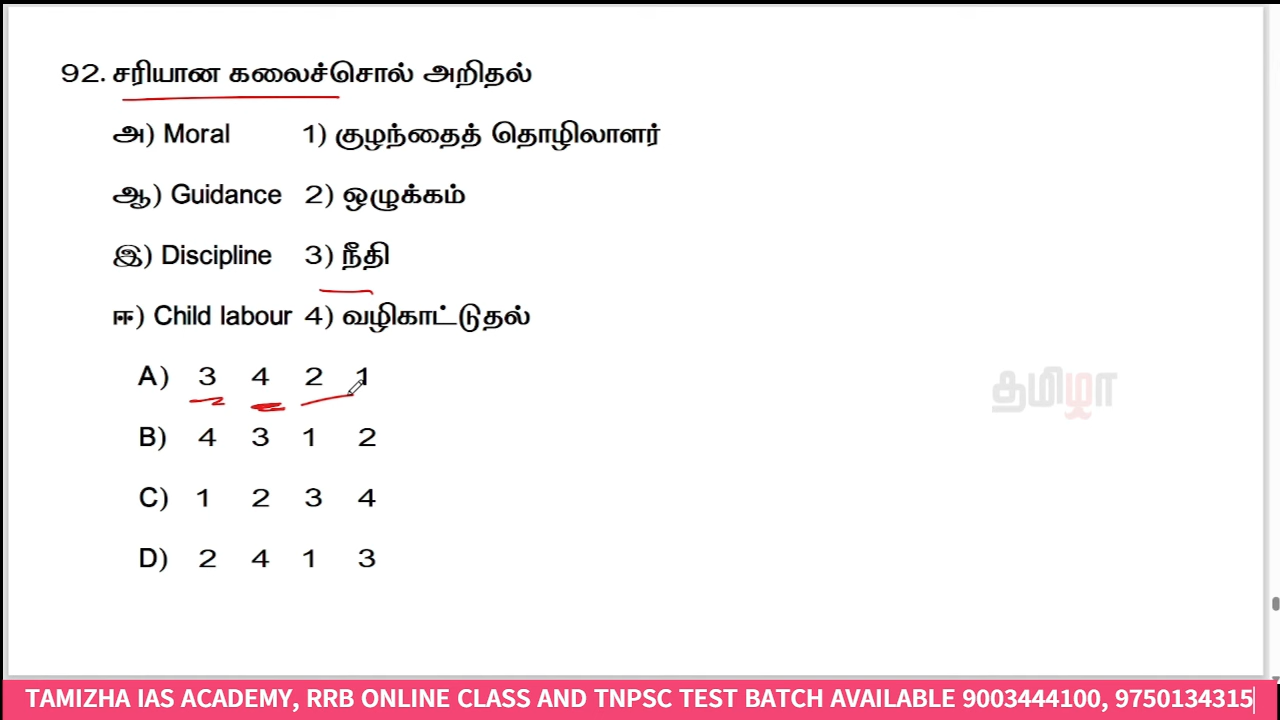 92. சரியான கலைச்சொல் அறிதல்
அ) Moral 1) குழந்தைத் தொழிலாளர்
ஆ) Guidance 2) ஒழுக்கம்
இ) Discipline 3) நீதி
ஈ) Child labour 4) வழிகாட்டுதல்
A) 3 4 2 1
B) 4 3 1 2
C) 1 2 3 4
D) 2 4 1 3
தமிழா
TAMIZHA IAS ACADEMY, RRB ONLINE CLASS AND TNPSC TEST BATCH AVAILABLE 9003444100, 9750134315